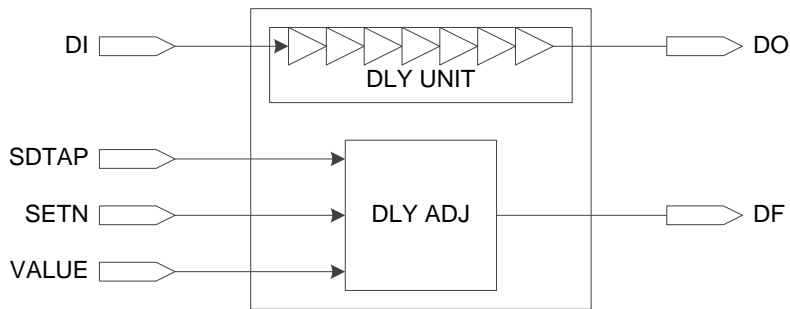 DI
DO
DLY UNIT
SDTAP
SETN
DLY ADJ
DF
VALUE